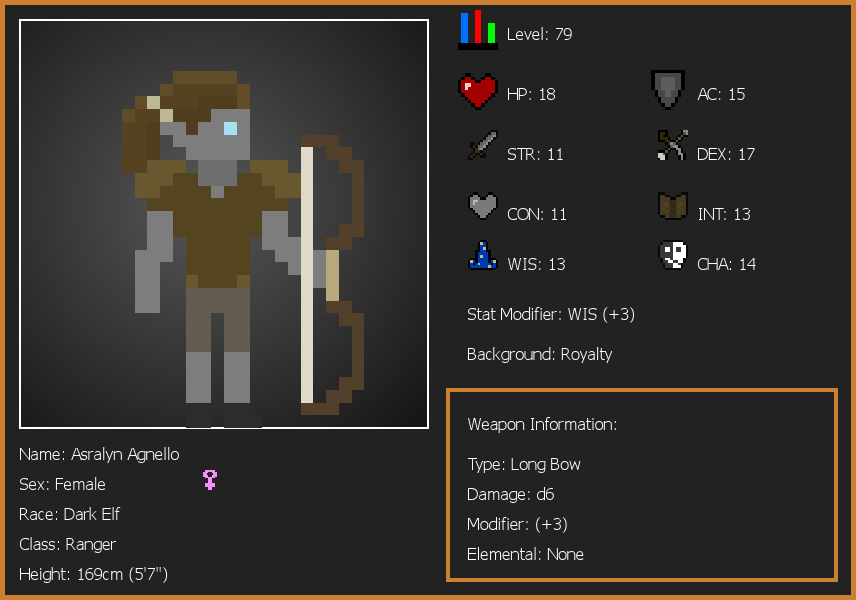 Level: 79
HP: 18
AC: 15
STR: 11
DEX: 17
CON: 11
INT: 13
WIS: 13
CHA: 14
Stat Modifier: WIS (+3)
Background: Royalty
Weapon Information:
Type: Long Bow
Damage: d6
Modifier: (+3)
Elemental: None
Name: Asralyn Agnello
Sex: Female
Race: Dark Elf
Class: Ranger
Height: 169cm (5'7")